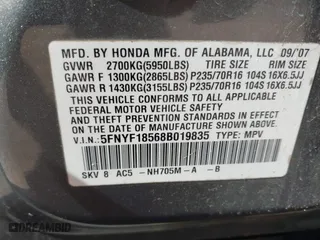 MFD. BY HONDA MFG. OF ALABAMA, LLC 09/'07
GVWR 2700KG(5950LBS) TIRE SIZE RIM SIZE
GAWR F 1300KG(2865LBS) P235/70R16 104S 16X6.5JJ
GAWR R 1430KG(3155LBS) P235/70R16 104S 16X6.5JJ
THIS VEHICLE CONFORMS TO ALL APPLICABLE
FEDERAL MOTOR VEHICLE SAFETY STANDARDS
IN EFFECT ON THE DATE OF MANUFACTURE
SHOWN ABOVE.
V.I.N.: 5FNYF18568B019835 TYPE: MPV
SKV 8 AC5 -NH705M-A -B
DREAMBID